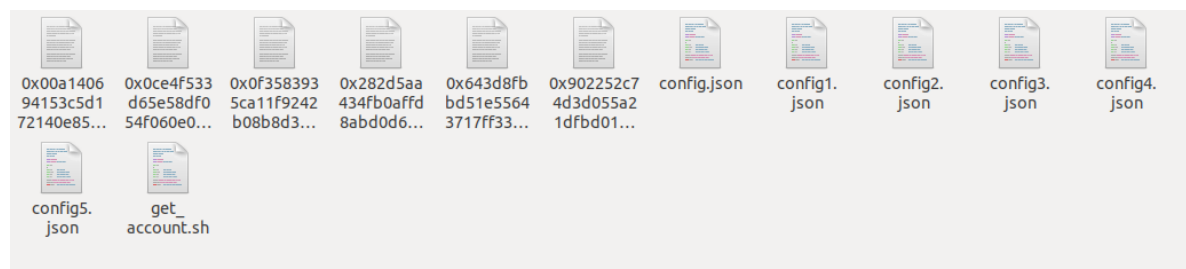 0x00a1406
94153c5d1
72140e85...
0x0ce4f533
d65e58df0
54f060e0...
0x0f358393
5ca11f9242
b08b8d3...
0x282d5aa
434fb0affd
8abd0d6...
0x643d8fb
bd51e5564
3717ff33...
0x902252c7
4d3d055a2
1dfbd01...
config.json
config1.
json
config2.
json
config3.
json
config4.
json
config5.
json
get_
account.sh